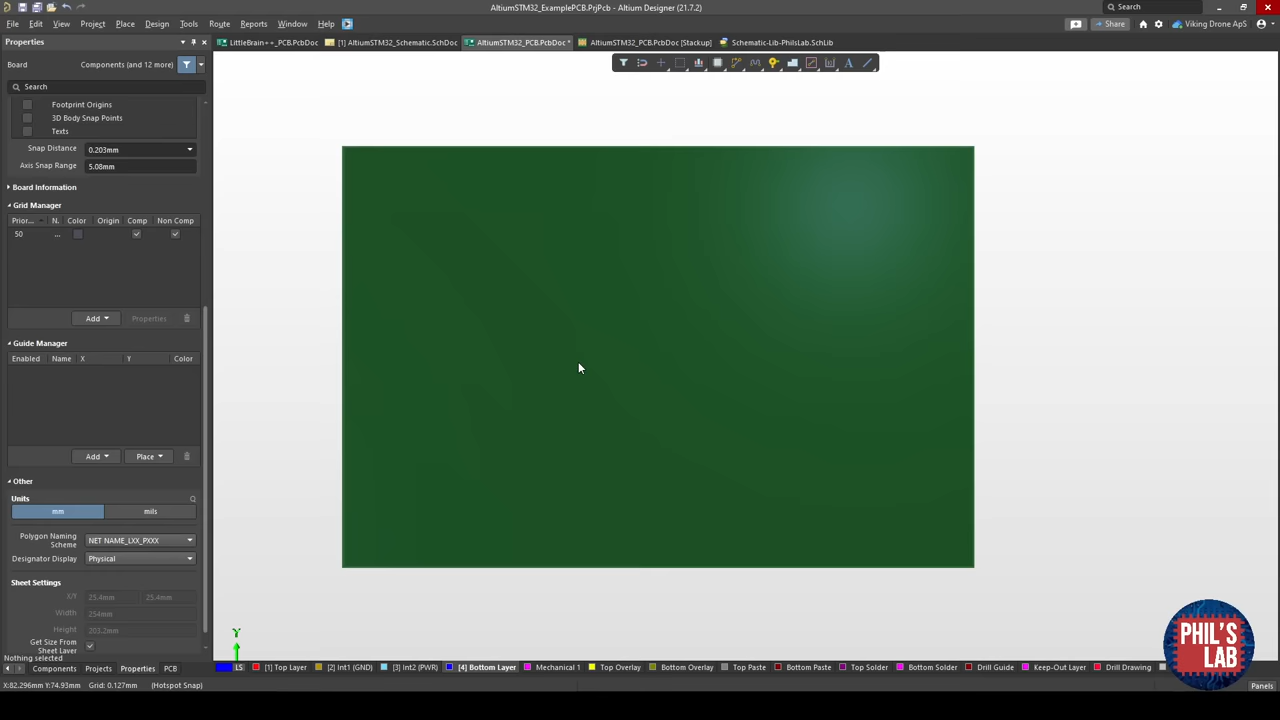 AltiumSTM32_ExamplePCB.PrjPcb - Altium Designer (21.7.2)
Search
File Edit View Project Place Design Tools Route Reports Window Help
Share
Viking Drone ApS
Properties
LittleBrain++_PCB.PcbDoc
[1] AltiumSTM32_Schematic.SchDoc
AltiumSTM32_PCB.PcbDoc *
AltiumSTM32_PCB.PcbDoc [Stackup]
Schematic-Lib-PhilsLab.SchLib
Board
Components (and 12 more)
Search
Footprint Origins
3D Body Snap Points
Texts
Snap Distance 0.203mm
Axis Snap Range 5.08mm
Board Information
Grid Manager
Prior... N. Color Origin Comp Non Comp
50 ...
Add Properties
Guide Manager
Enabled Name X Y Color
Add Place
Other
Units
mm mils
Polygon Naming
Scheme
NET NAME_LXX_PXXX
Designator Display Physical
Sheet Settings
X/Y 25.4mm 25.4mm
Width 254mm
Height 203.2mm
Get Size From
Sheet Layer
Nothing selected
Components Projects Properties PCB
Y
LS [1] Top Layer [2] Int1 (GND) [3] Int2 (PWR) [4] Bottom Layer Mechanical 1 Top Overlay Bottom Overlay Top Paste Bottom Paste Top Solder Bottom Solder Drill Guide Keep-Out Layer Drill Drawing
X:82.296mm Y:74.93mm Grid: 0.127mm (Hotspot Snap)
Panels
PHIL'S
LAB